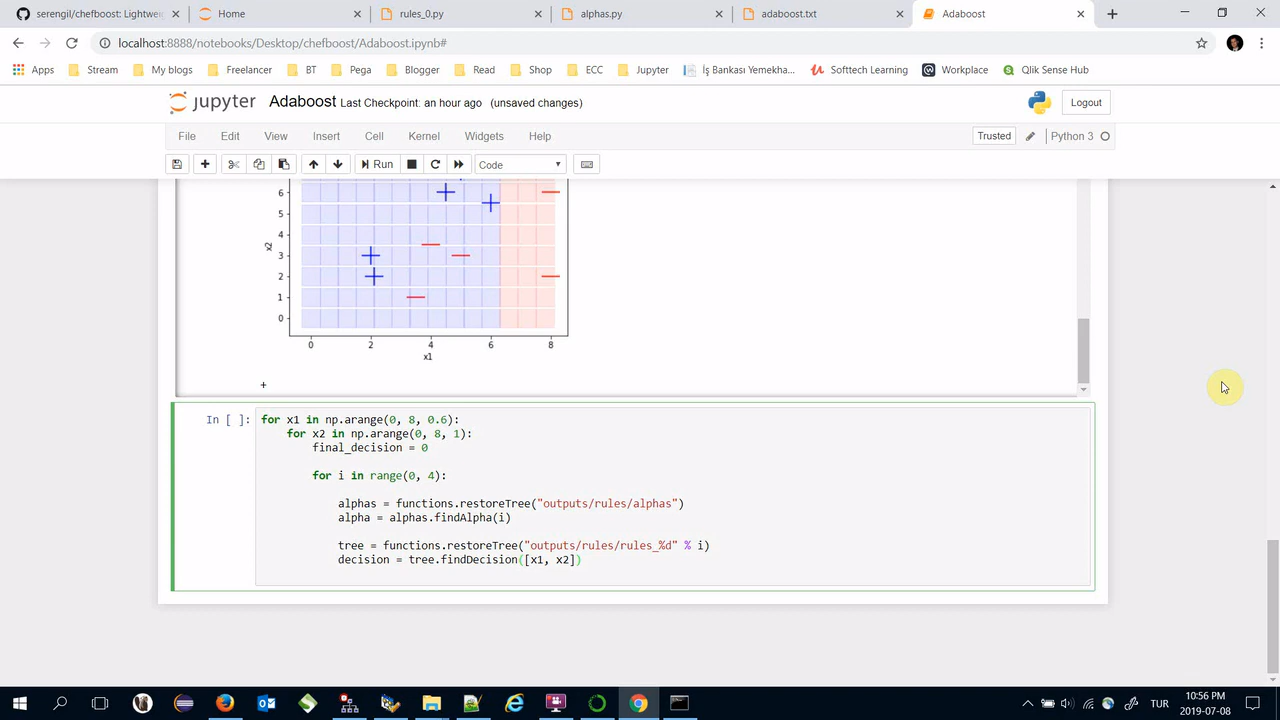 serengil/chefboost: Lightweig
Home
rules_0.py
alphas.py
adaboost.txt
Adaboost
localhost:8888/notebooks/Desktop/chefboost/Adaboost.ipynb#
Apps
Stream
My blogs
Freelancer
BT
Pega
Blogger
Read
Shop
ECC
Jupyter
İş Bankası Yemekha...
Softtech Learning
Workplace
Qlik Sense Hub
jupyter Adaboost Last Checkpoint: an hour ago (unsaved changes)
Logout
File Edit View Insert Cell Kernel Widgets Help
Trusted
Python 3
Run
Code
6
5
4
3
2
1
0
x2
0 2 4 6 8
x1
+
In [ ]:
for x1 in np.arange(0, 8, 0.6):
for x2 in np.arange(0, 8, 1):
final_decision = 0
for i in range(0, 4):
alphas = functions.restoreTree("outputs/rules/alphas")
alpha = alphas.findAlpha(i)
tree = functions.restoreTree("outputs/rules/rules_%d" % i)
decision = tree.findDecision([x1, x2])
TUR
10:56 PM
2019-07-08